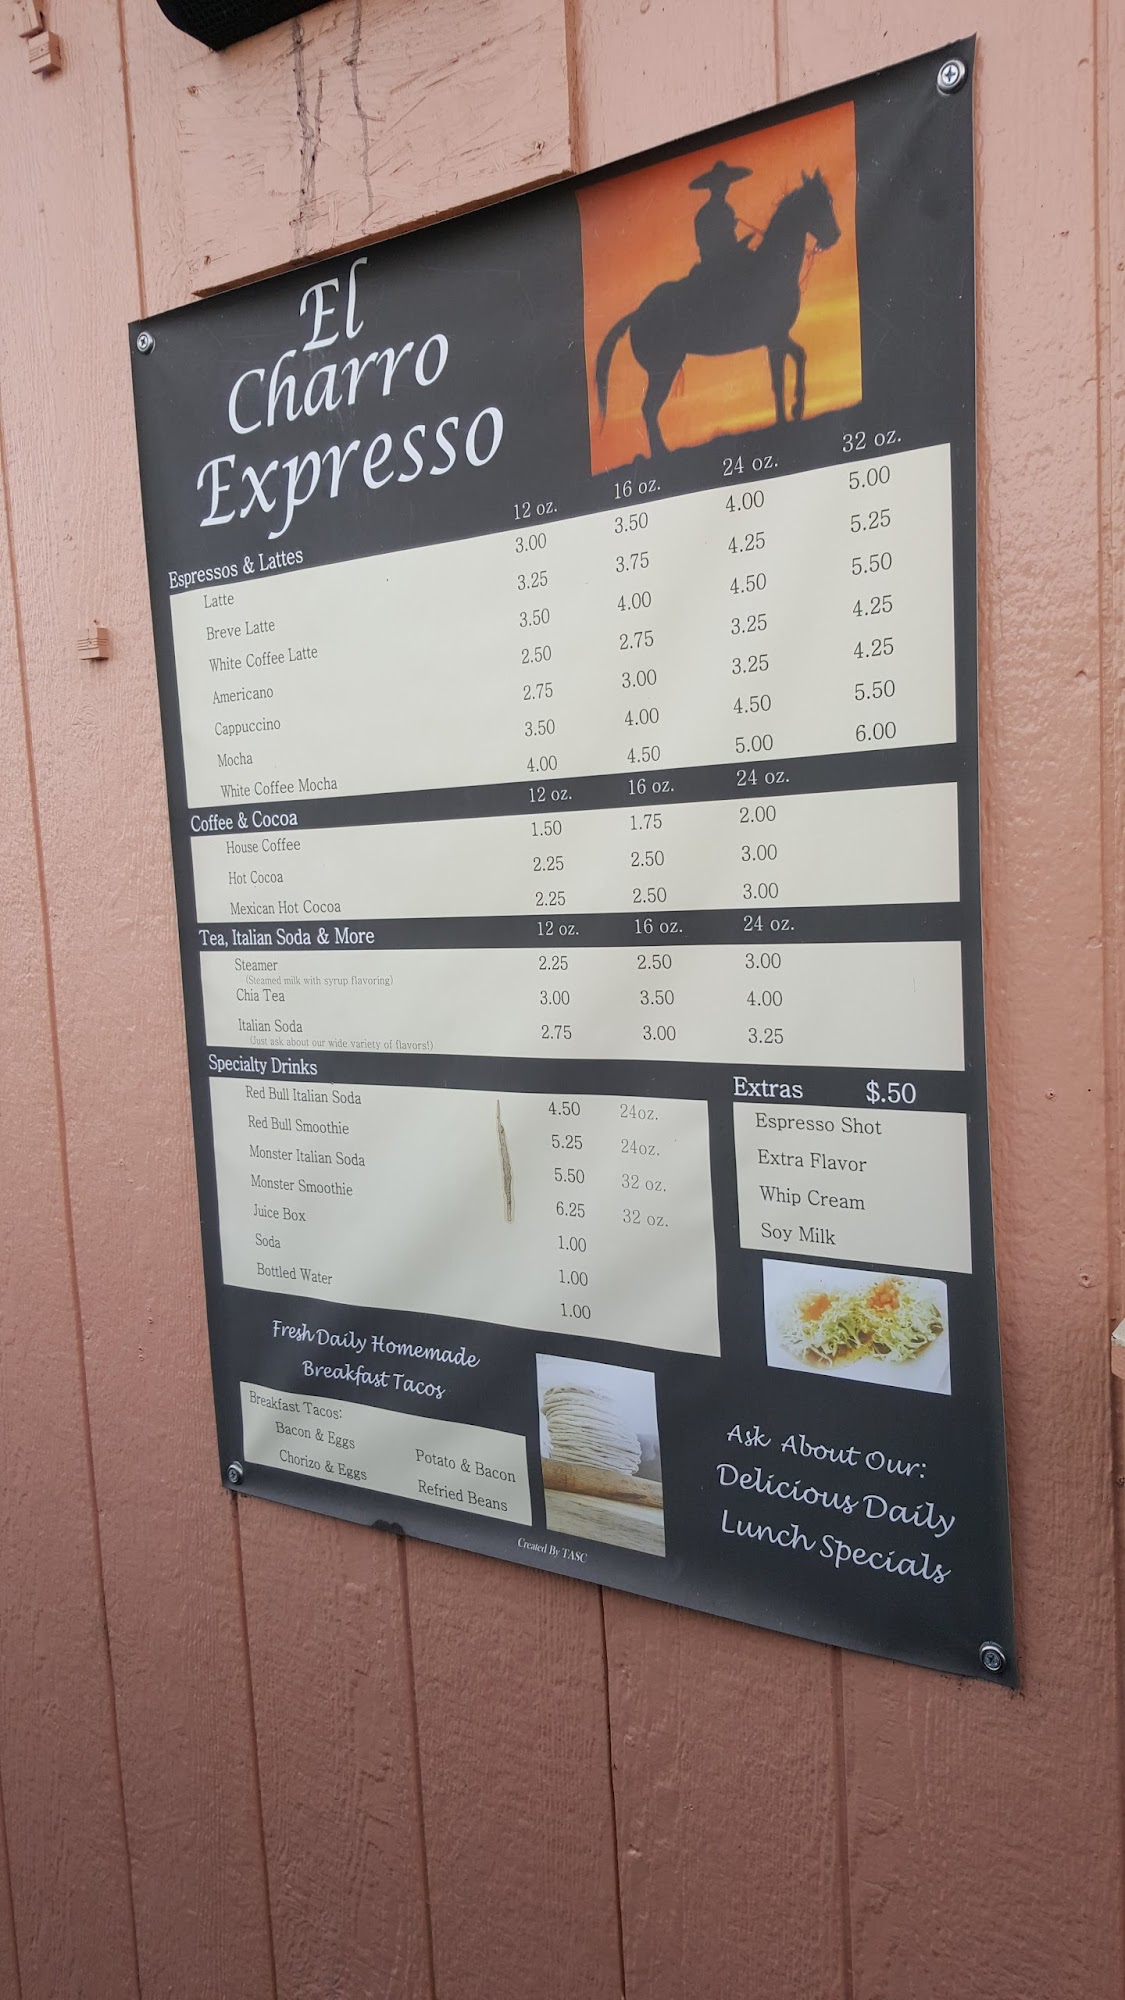 El
Charro
Expresso
Espressos & Lattes 12 oz. 16 oz. 24 oz. 32 oz.
Latte 3.00 3.50 4.00 5.00
Breve Latte 3.25 3.75 4.25 5.25
White Coffee Latte 3.50 4.00 4.50 5.50
Americano 2.50 2.75 3.25 4.25
Cappuccino 2.75 3.00 3.25 4.25
Mocha 3.50 4.00 4.50 5.50
White Coffee Mocha 4.00 4.50 5.00 6.00
Coffee & Cocoa 12 oz. 16 oz. 24 oz.
House Coffee 1.50 1.75 2.00
Hot Cocoa 2.25 2.50 3.00
Mexican Hot Cocoa 2.25 2.50 3.00
Tea, Italian Soda & More 12 oz. 16 oz. 24 oz.
Steamer 2.25 2.50 3.00
(Steamed milk with syrup flavoring)
Chia Tea 3.00 3.50 4.00
Italian Soda 2.75 3.00 3.25
(Just ask about our wide variety of flavors!)
Specialty Drinks
Red Bull Italian Soda 4.50 24oz.
Red Bull Smoothie 5.25 24oz.
Monster Italian Soda 5.50 32 oz.
Monster Smoothie 6.25 32 oz.
Juice Box 1.00
Soda 1.00
Bottled Water 1.00
Extras $.50
Espresso Shot
Extra Flavor
Whip Cream
Soy Milk
Fresh Daily Homemade
Breakfast Tacos
Breakfast Tacos:
Bacon & Eggs Potato & Bacon
Chorizo & Eggs Refried Beans
Ask About Our:
Delicious Daily
Lunch Specials
Created By TASC